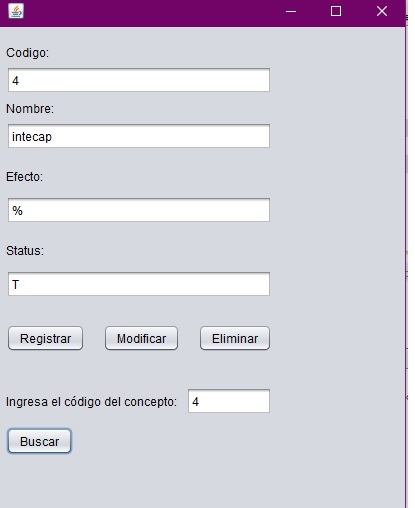 Codigo:
4
Nombre:
intecap
Efecto:
%
Status:
T
Registrar Modificar Eliminar
Ingresa el código del concepto: 4
Buscar